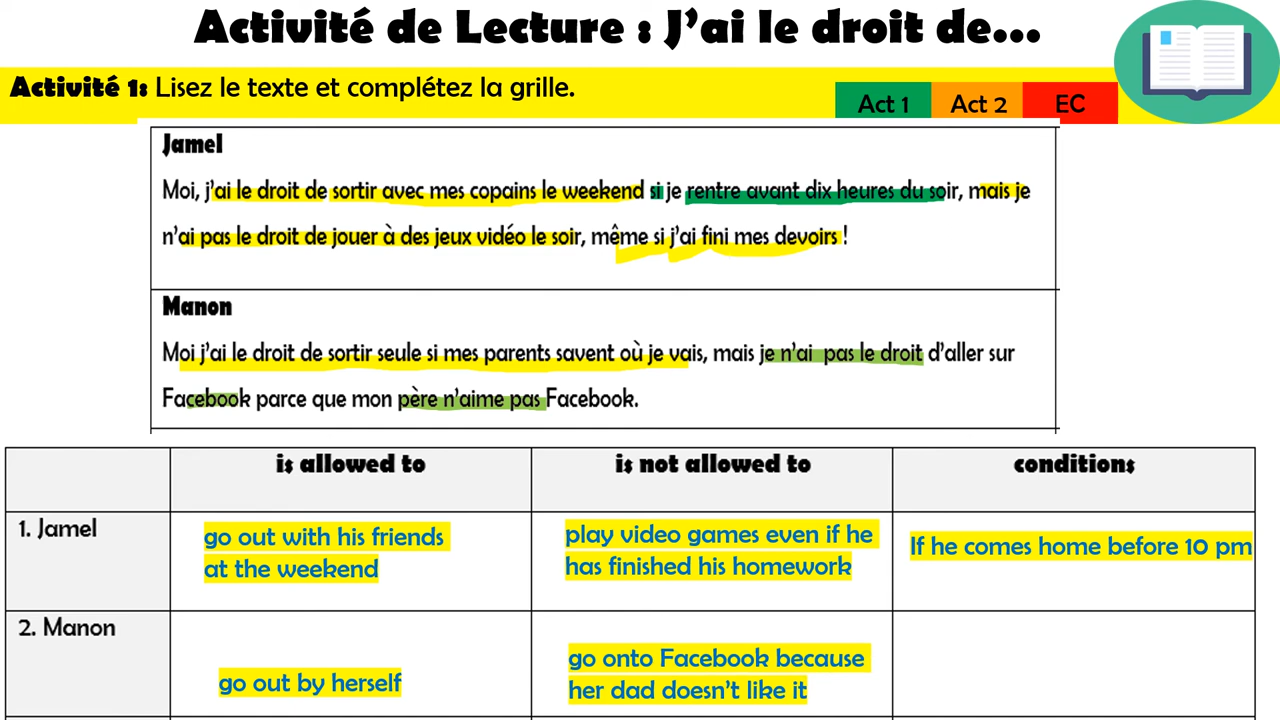 Activité de Lecture : J'ai le droit de...
Activité 1: Lisez le texte et complétez la grille.
Act 1 Act 2 EC
Jamel
Moi, j'ai le droit de sortir avec mes copains le weekend si je rentre avant dix heures du soir, mais je
n'ai pas le droit de jouer à des jeux vidéo le soir, même si j'ai fini mes devoirs !
Manon
Moi j'ai le droit de sortir seule si mes parents savent où je vais, mais je n'ai pas le droit d'aller sur
Facebook parce que mon père n'aime pas Facebook.
is allowed to is not allowed to conditions
1. Jamel
go out with his friends
at the weekend
play video games even if he
has finished his homework
If he comes home before 10 pm
2. Manon
go out by herself
go onto Facebook because
her dad doesn't like it